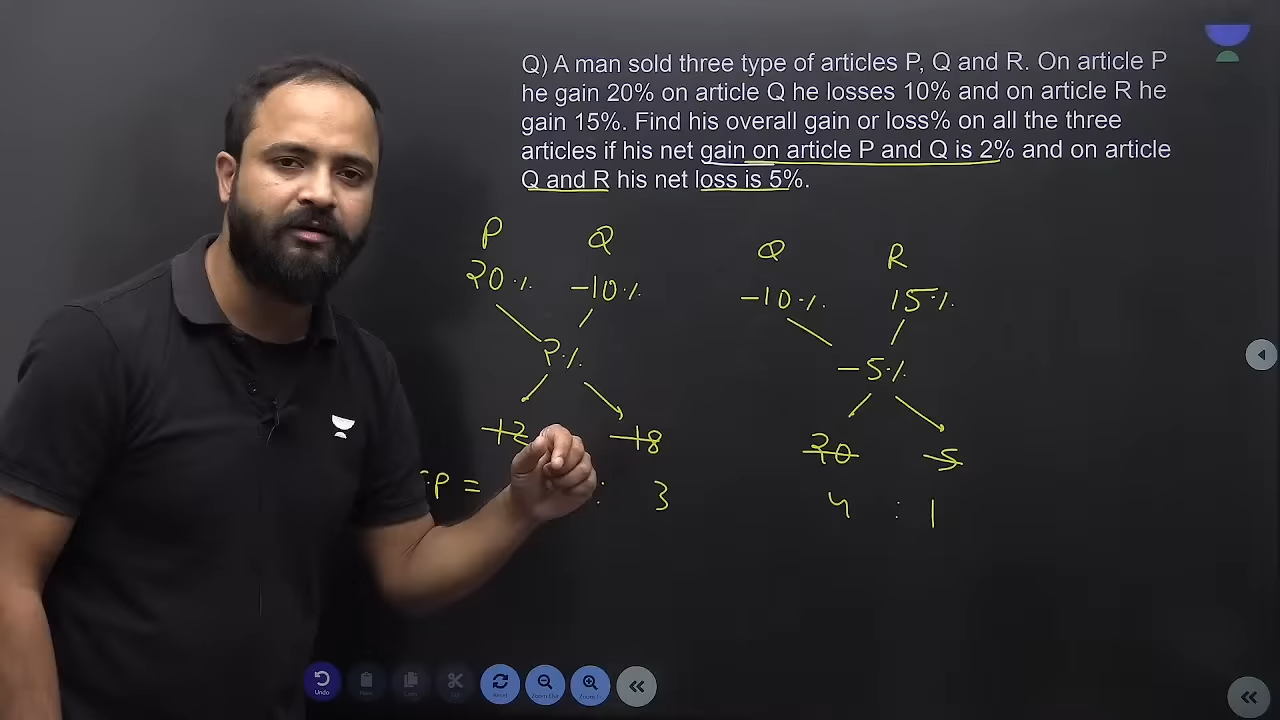 Q) A man sold three type of articles P, Q and R. On article P
he gain 20% on article Q he losses 10% and on article R he
gain 15%. Find his overall gain or loss% on all the three
articles if his net gain on article P and Q is 2% and on article
Q and R his net loss is 5%.
P Q
20% -10%
2%
12 18
P = : 3
Q R
-10% 15%
-5%
20 5
4 : 1
Undo
Zoom Out